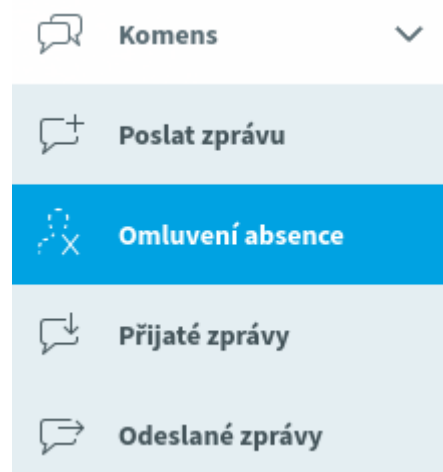 Komens
Poslat zprávu
Omluvení absence
Přijaté zprávy
Odeslané zprávy